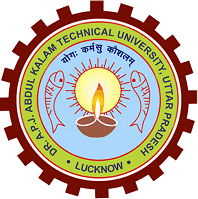 DR. A.P.J. ABDUL KALAM TECHNICAL UNIVERSITY, UTTAR PRADESH
योगः कर्मसु कौशलम्
LUCKNOW